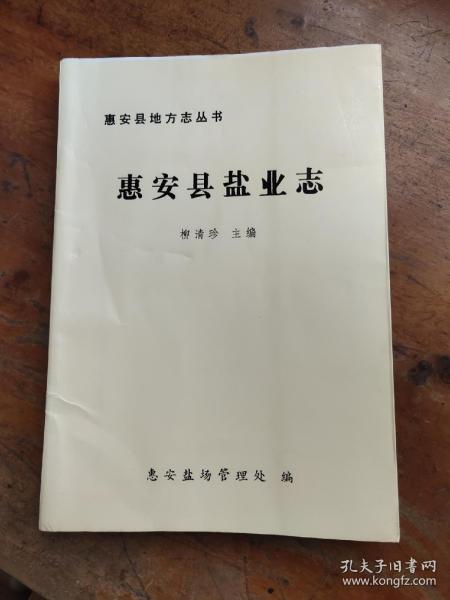 惠安县地方志丛书
惠安县盐业志
柳清珍 主编
惠安盐场管理处 编
孔夫子旧书网
www.kongfz.com